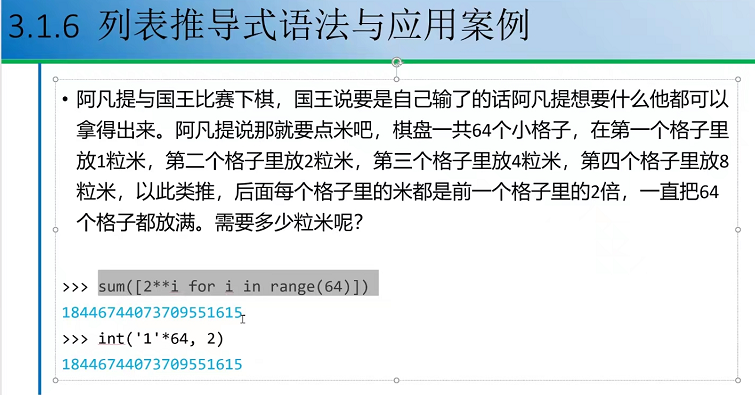 3.1.6 列表推导式语法与应用案例
• 阿凡提与国王比赛下棋，国王说要是自己输了的话阿凡提想要什么他都可以
拿得出来。阿凡提说那就要点米吧，棋盘一共64个小格子，在第一个格子里
放1粒米，第二个格子里放2粒米，第三个格子里放4粒米，第四个格子里放8
粒米，以此类推，后面每个格子里的米都是前一个格子里的2倍，一直把64
个格子都放满。需要多少粒米呢？
>>> sum([2**i for i in range(64)])
18446744073709551615
>>> int('1'*64, 2)
18446744073709551615